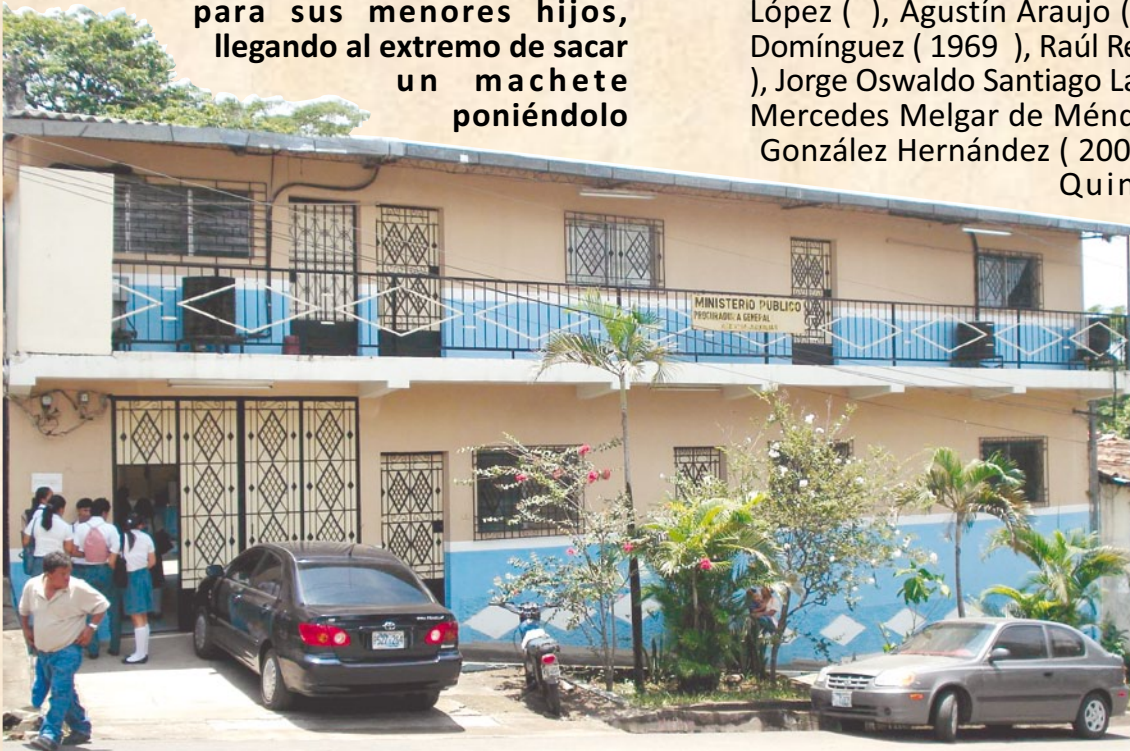 para sus menores hijos,
llegando al extremo de sacar
un machete
poniéndolo
López ( ), Agustín Araujo (
Domínguez ( 1969 ), Raúl Re
), Jorge Oswaldo Santiago La
Mercedes Melgar de Ménd
González Hernández ( 200
Quin
MINISTERIO PUBLICO
PROCURADURIA GENERAL